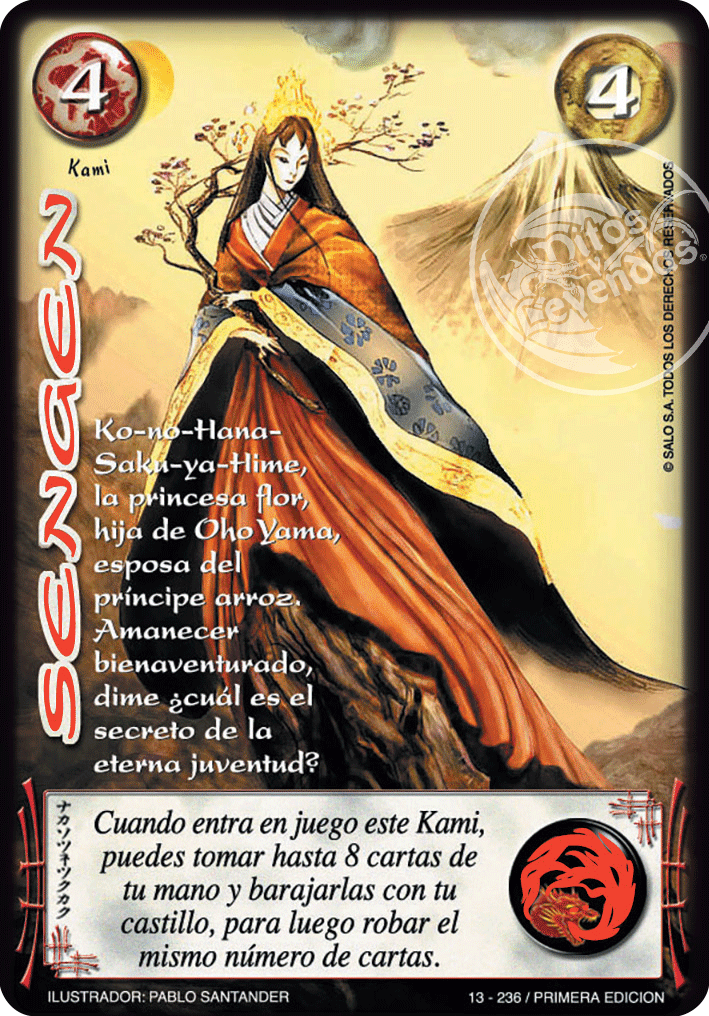 4
4
Kami
SENGEN
Mitos
y
Leyendas
®
© SALO S.A. TODOS LOS DERECHOS RESERVADOS
Ko-no-Hana-
Saku-ya-Hime,
la princesa flor,
hija de Oho Yama,
esposa del
príncipe arroz.
Amanecer
bienaventurado,
dime ¿cuál es el
secreto de la
eterna juventud?
ナカソツネツクカク
Cuando entra en juego este Kami,
puedes tomar hasta 8 cartas de
tu mano y barajarlas con tu
castillo, para luego robar el
mismo número de cartas.
ILUSTRADOR: PABLO SANTANDER
13 - 236 / PRIMERA EDICION